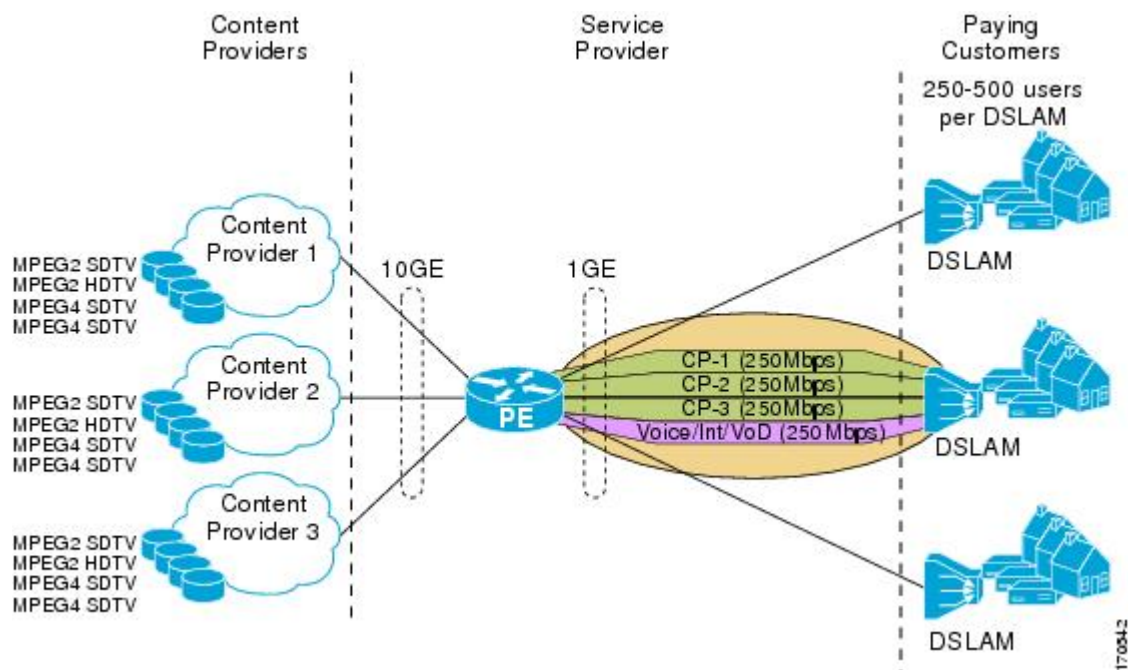 Content
Providers
Service
Provider
Paying
Customers
250-500 users
per DSLAM
Content
Provider 1
MPEG2 SDTV
MPEG2 HDTV
MPEG4 SDTV
MPEG4 SDTV
10GE
1GE
DSLAM
Content
Provider 2
MPEG2 SDTV
MPEG2 HDTV
MPEG4 SDTV
MPEG4 SDTV
PE
CP-1 (250Mbps)
CP-2 (250Mbps)
CP-3 (250Mbps)
Voice/Int/VoD (250Mbps)
DSLAM
Content
Provider 3
MPEG2 SDTV
MPEG2 HDTV
MPEG4 SDTV
MPEG4 SDTV
DSLAM
170542